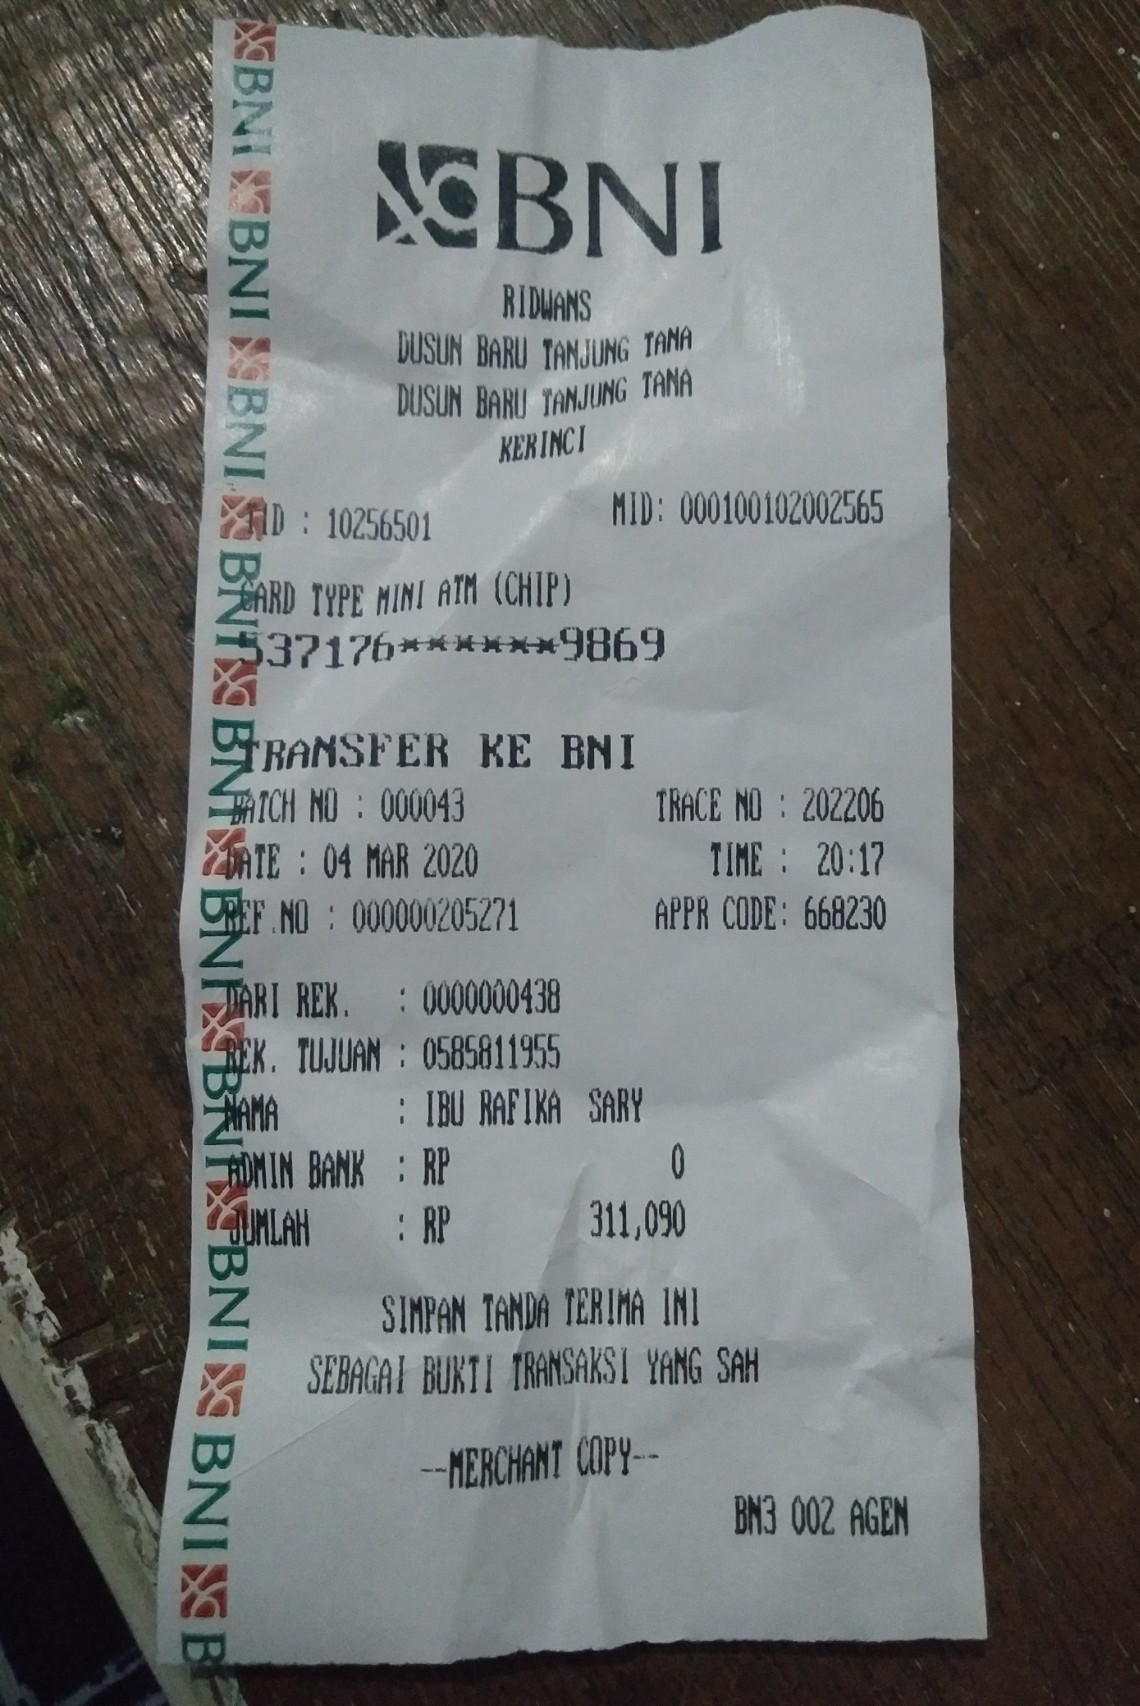 BNI
RIDWANS
DUSUN BARU TANJUNG TANA
DUSUN BARU TANJUNG TANA
KERINCI
TID : 10256501 MID: 000100102002565
CARD TYPE MINI ATM (CHIP)
537176******9869
TRANSFER KE BNI
BATCH NO : 000043 TRACE NO : 202206
DATE : 04 MAR 2020 TIME : 20:17
REF.NO : 000000205271 APPR CODE: 668230
DARI REK. : 0000000438
REK. TUJUAN : 0585811955
NAMA : IBU RAFIKA SARY
ADMIN BANK : RP 0
JUMLAH : RP 311,090
SIMPAN TANDA TERIMA INI
SEBAGAI BUKTI TRANSAKSI YANG SAH
--MERCHANT COPY--
BN3 002 AGEN
BNI
BNI
BNI
BNI
BNI
BNI
BNI
BNI
BNI
B